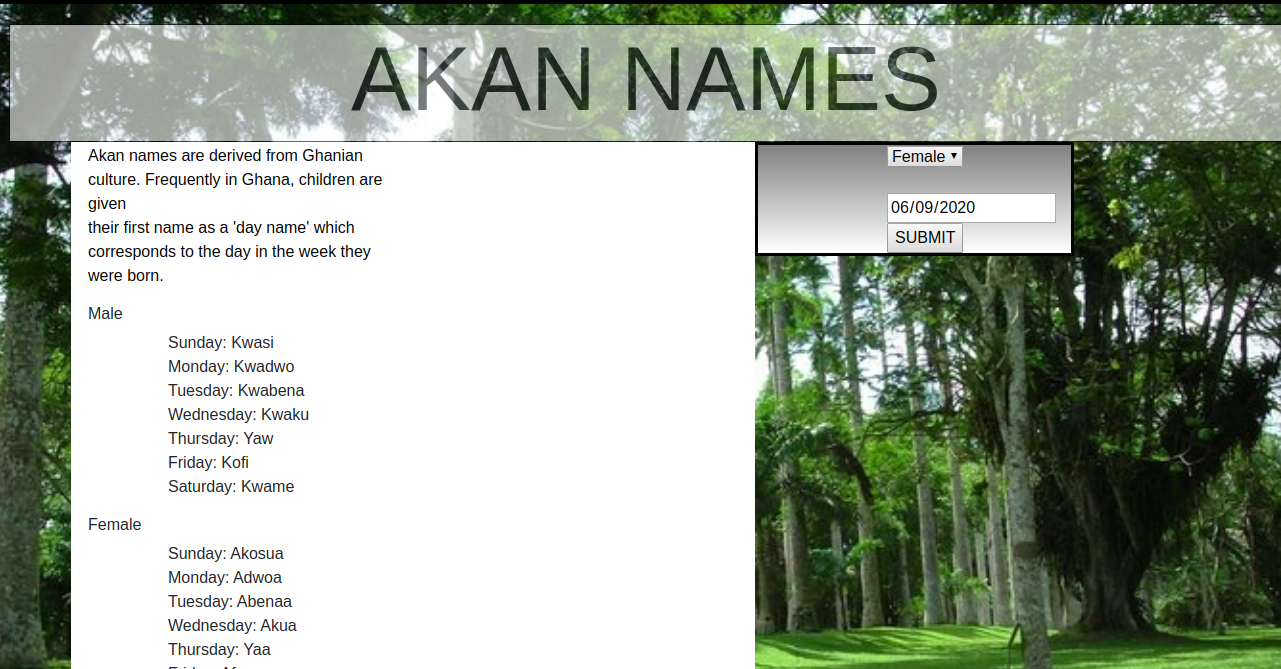 AKAN NAMES
Akan names are derived from Ghanian
culture. Frequently in Ghana, children are
given
their first name as a 'day name' which
corresponds to the day in the week they
were born.
Male
Sunday: Kwasi
Monday: Kwadwo
Tuesday: Kwabena
Wednesday: Kwaku
Thursday: Yaw
Friday: Kofi
Saturday: Kwame
Female
Sunday: Akosua
Monday: Adwoa
Tuesday: Abenaa
Wednesday: Akua
Thursday: Yaa
Female
06/09/2020
SUBMIT